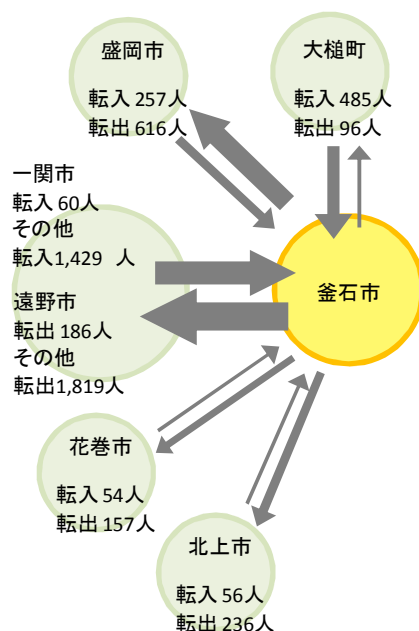 盛岡市
転入 257人
転出 616人
大槌町
転入 485人
転出 96人
一関市
転入 60人
その他
転入1,429 人
遠野市
転出 186人
その他
転出1,819人
釜石市
花巻市
転入 54人
転出 157人
北上市
転入 56人
転出 236人